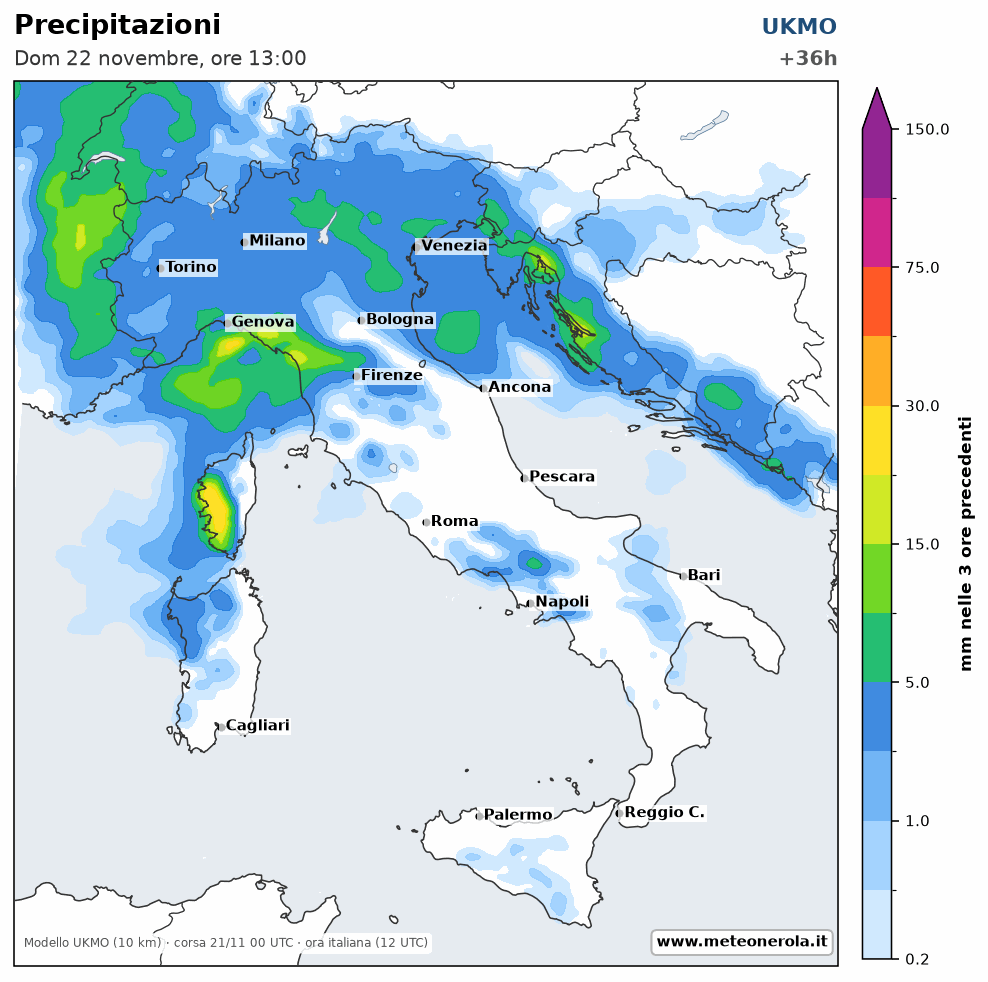 Precipitazioni
UKMO
Dom 22 novembre, ore 13:00
+36h
150.0
75.0
30.0
15.0
5.0
1.0
0.2
mm nelle 3 ore precedenti
Milano
Venezia
Torino
Genova
Bologna
Firenze
Ancona
Pescara
Roma
Bari
Napoli
Cagliari
Palermo
Reggio C.
Modello UKMO (10 km) · corsa 21/11 00 UTC · ora italiana (12 UTC)
www.meteonerola.it